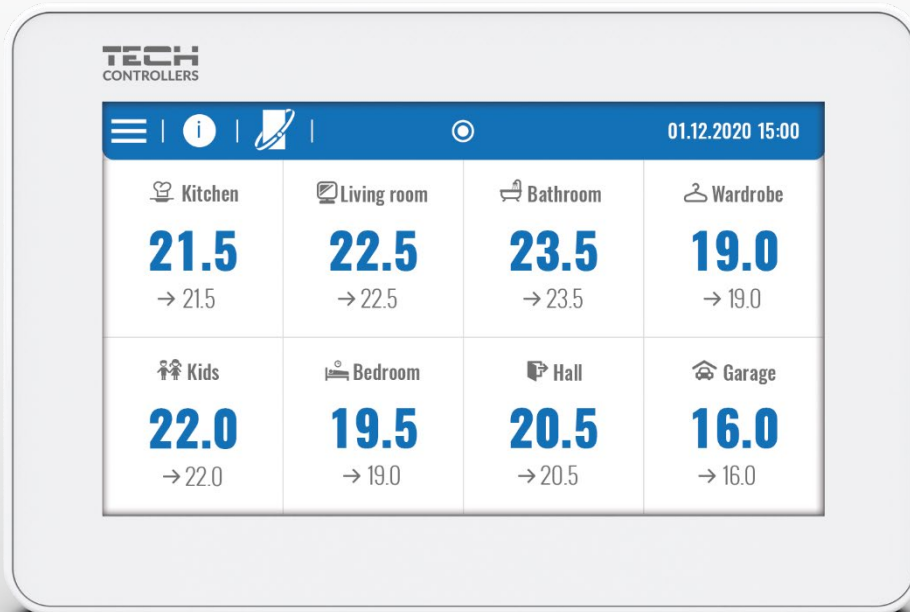 TECH
CONTROLLERS
i
01.12.2020 15:00
Kitchen
21.5
→ 21.5
Living room
22.5
→ 22.5
Bathroom
23.5
→ 23.5
Wardrobe
19.0
→ 19.0
Kids
22.0
→ 22.0
Bedroom
19.5
→ 19.0
Hall
20.5
→ 20.5
Garage
16.0
→ 16.0